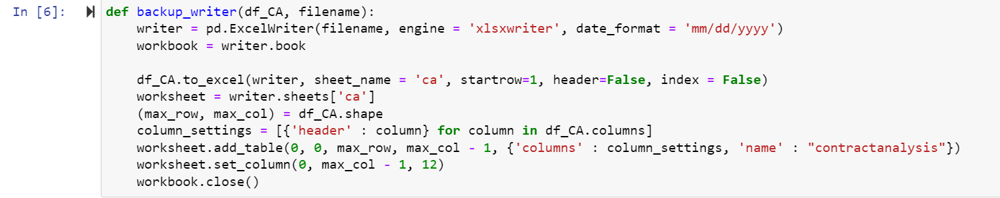 In [6]: def backup_writer(df_CA, filename):
    writer = pd.ExcelWriter(filename, engine = 'xlsxwriter', date_format = 'mm/dd/yyyy')
    workbook = writer.book

    df_CA.to_excel(writer, sheet_name = 'ca', startrow=1, header=False, index = False)
    worksheet = writer.sheets['ca']
    (max_row, max_col) = df_CA.shape
    column_settings = [{'header' : column} for column in df_CA.columns]
    worksheet.add_table(0, 0, max_row, max_col - 1, {'columns' : column_settings, 'name' : "contractanalysis"})
    worksheet.set_column(0, max_col - 1, 12)
    workbook.close()